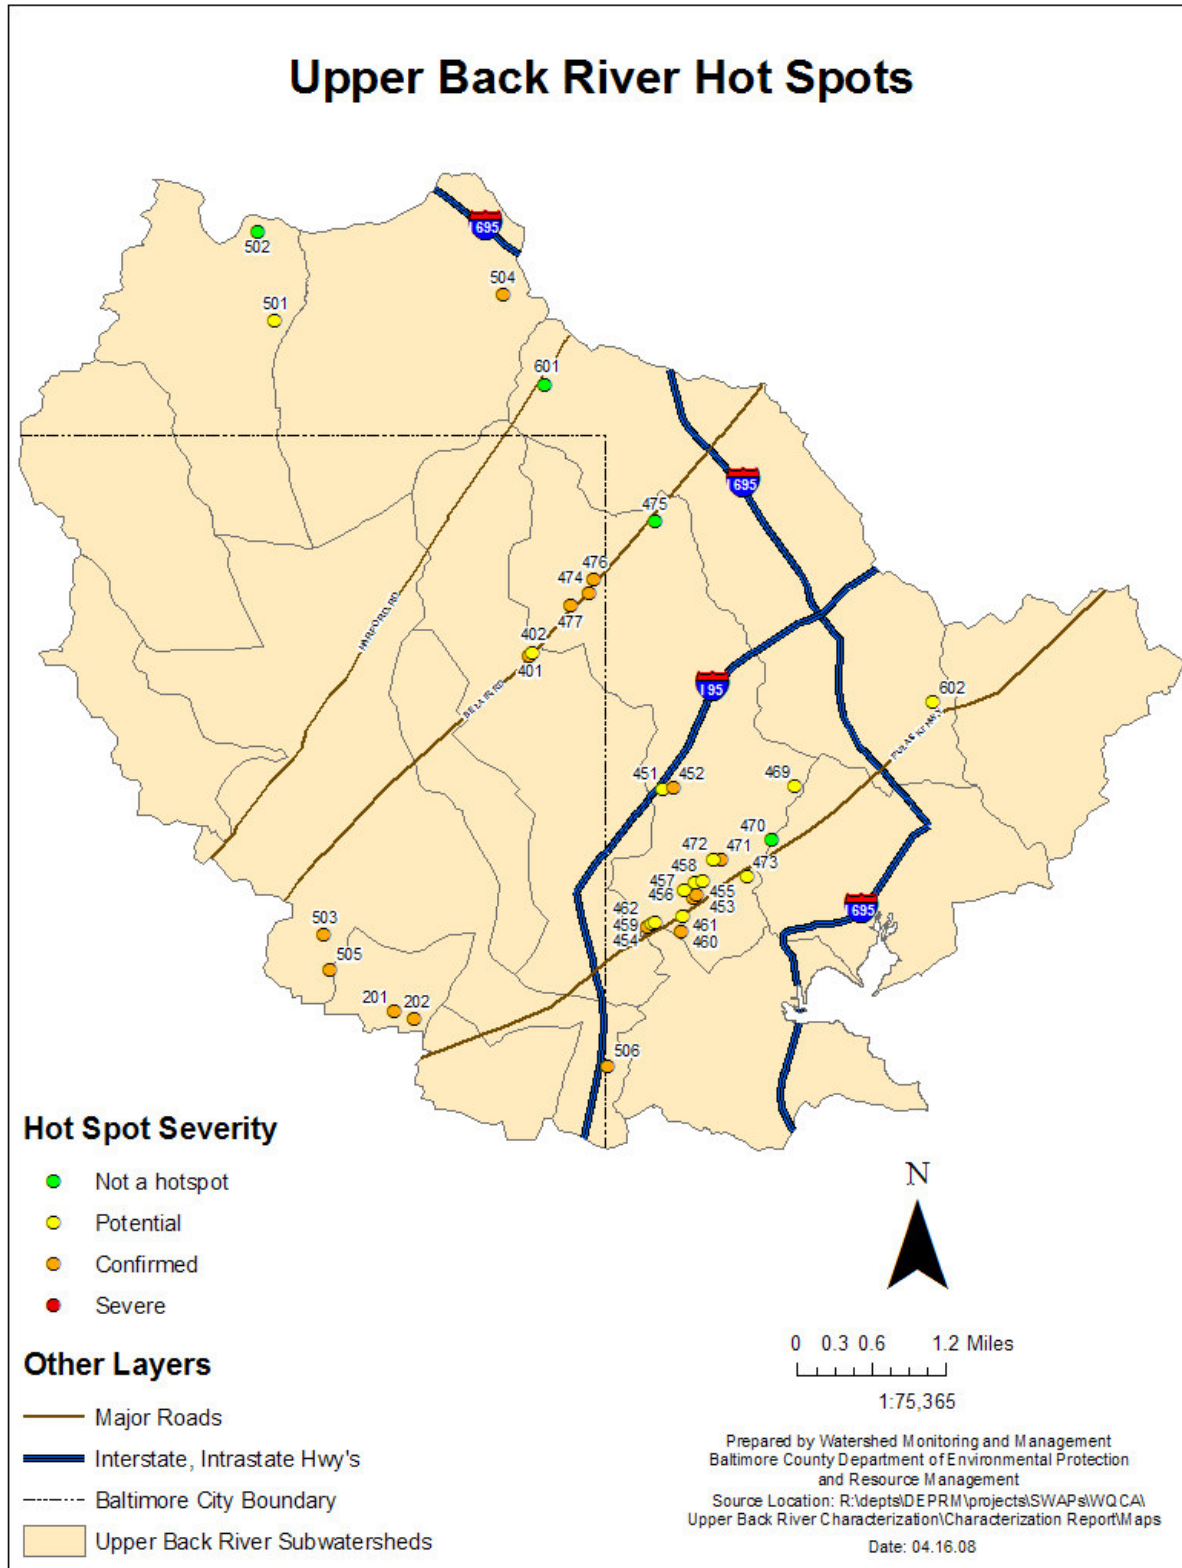 Upper Back River Hot Spots
I 695
502
504
501
601
I 695
475
476
474
477
402
401
HARFORD RD
BELAIR RD
I 95
602
451
452
469
470
472
471
473
458
457
456
455
453
462
459
454
461
460
I 695
503
505
201
202
506
Hot Spot Severity
Not a hotspot
Potential
Confirmed
Severe
Other Layers
Major Roads
Interstate, Intrastate Hwy's
Baltimore City Boundary
Upper Back River Subwatersheds
N
0 0.3 0.6 1.2 Miles
1:75,365
Prepared by Watershed Monitoring and Management
Baltimore County Department of Environmental Protection
and Resource Management
Source Location: R:\depts\DEPRM\projects\SWAPs\WQCA\
Upper Back River Characterization\Characterization Report\Maps
Date: 04.16.08